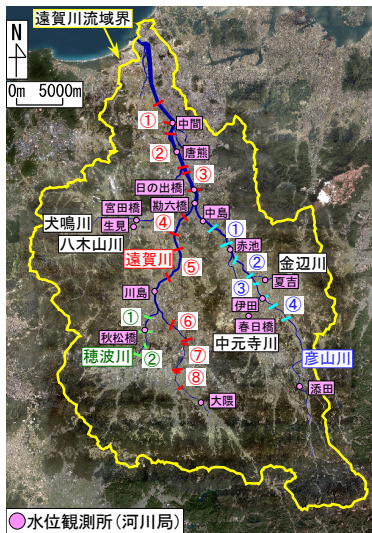 遠賀川流域界
N
0m 5000m
①
中間
②
唐熊
③
日の出橋
宮田橋
勘六橋
中島
犬鳴川
生見
④
①
八木山川
赤池
金辺川
②
遠賀川
⑤
夏吉
③
川島
伊田
④
①
⑥
春日橋
秋松橋
中元寺川
穂波川
②
⑦
彦山川
⑧
添田
大隈
水位観測所(河川局)